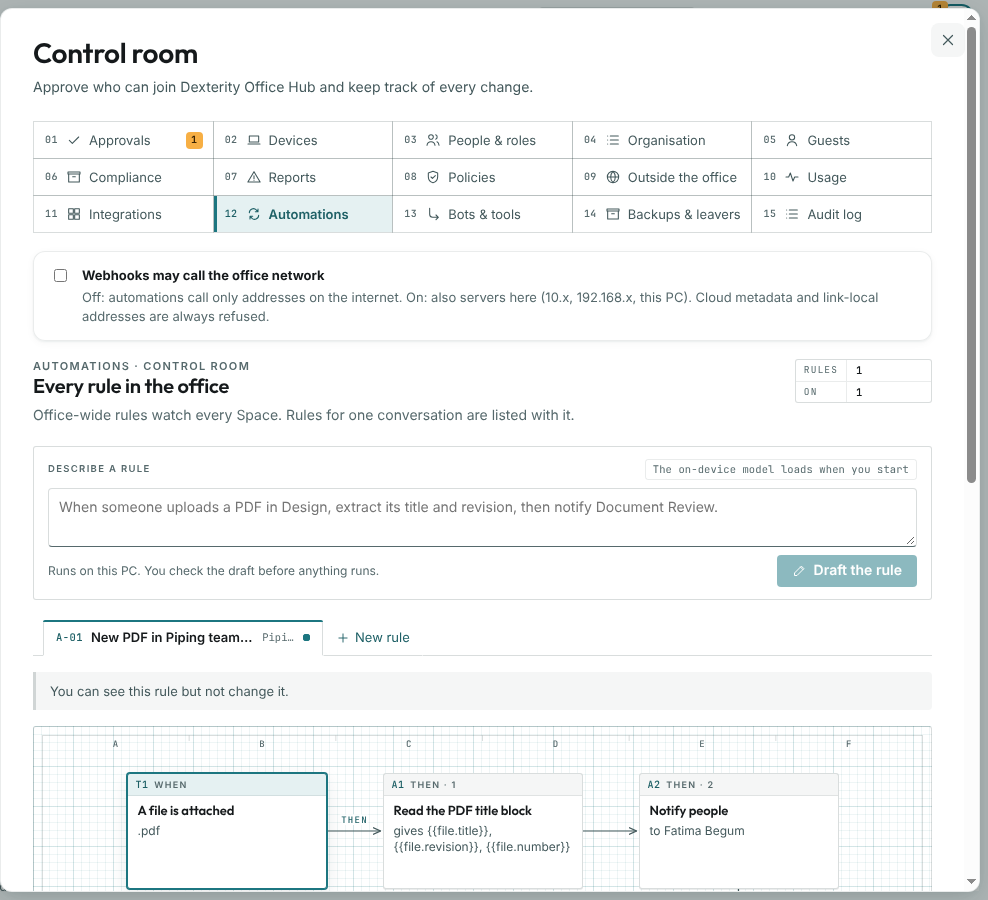 Control room
Approve who can join Dexterity Office Hub and keep track of every change.
01 Approvals 1
02 Devices
03 People & roles
04 Organisation
05 Guests
06 Compliance
07 Reports
08 Policies
09 Outside the office
10 Usage
11 Integrations
12 Automations
13 Bots & tools
14 Backups & leavers
15 Audit log
Webhooks may call the office network
Off: automations call only addresses on the internet. On: also servers here (10.x, 192.168.x, this PC). Cloud metadata and link-local
addresses are always refused.
AUTOMATIONS · CONTROL ROOM
Every rule in the office
Office-wide rules watch every Space. Rules for one conversation are listed with it.
RULES 1
ON 1
DESCRIBE A RULE
The on-device model loads when you start
When someone uploads a PDF in Design, extract its title and revision, then notify Document Review.
Runs on this PC. You check the draft before anything runs.
Draft the rule
A-01 New PDF in Piping team... Pipi...
+ New rule
You can see this rule but not change it.
A B C D E F
T1 WHEN
A file is attached
.pdf
THEN
A1 THEN · 1
Read the PDF title block
gives {{file.title}},
{{file.revision}}, {{file.number}}
A2 THEN · 2
Notify people
to Fatima Begum